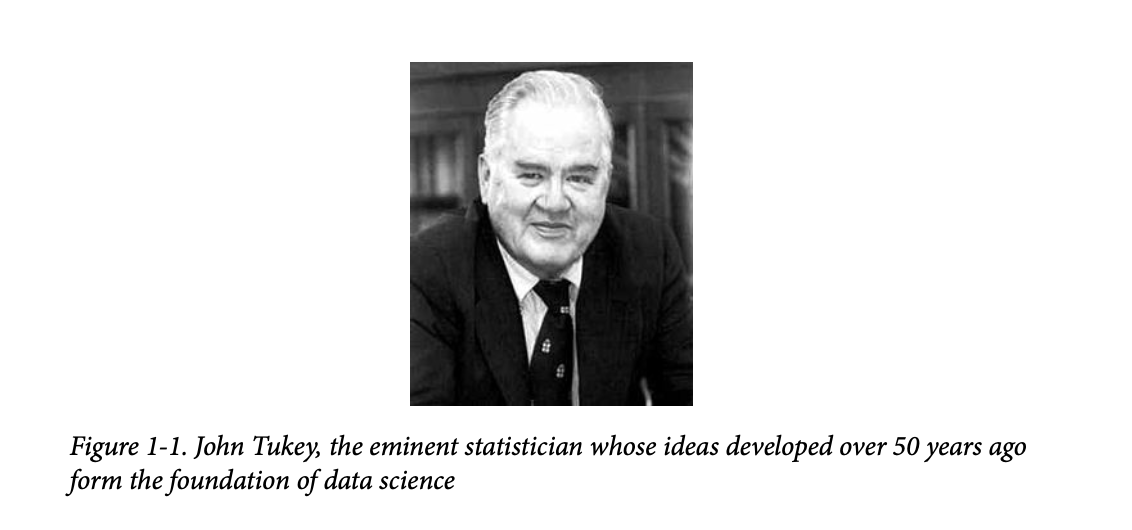 Figure 1-1. John Tukey, the eminent statistician whose ideas developed over 50 years ago
form the foundation of data science